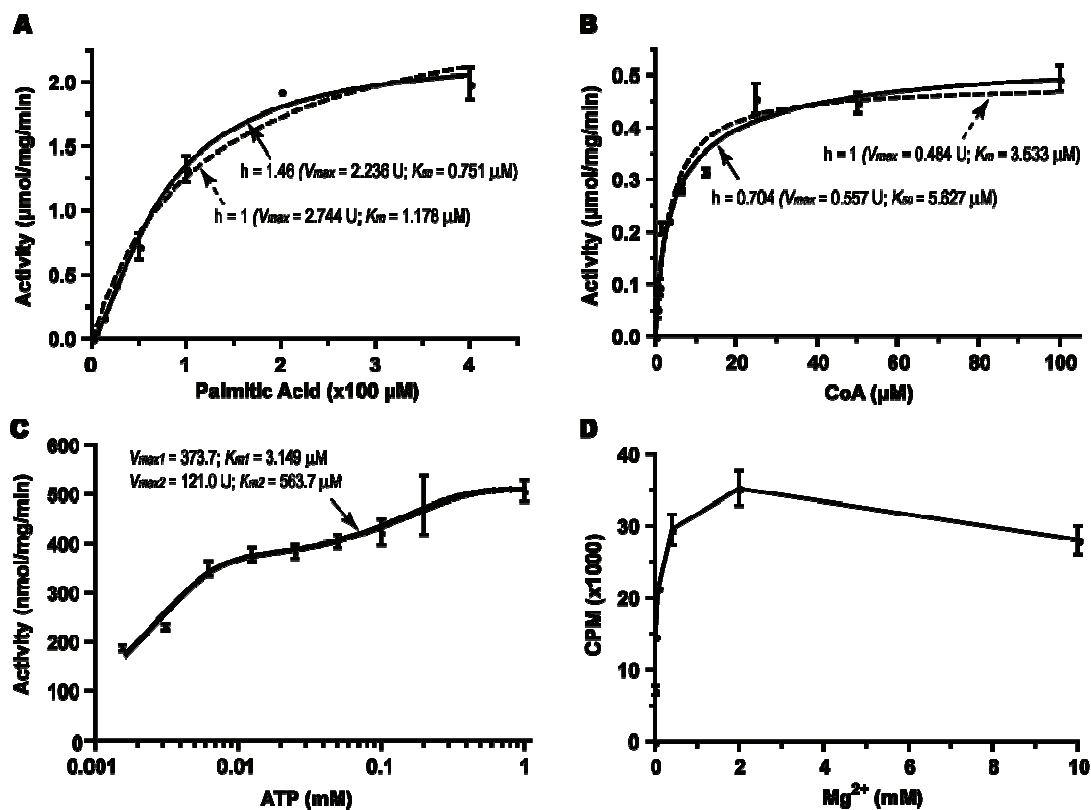 A
Activity (µmol/mg/min)
2.0
1.5
1.0
0.5
0.0
h = 1.46 (Vmax = 2.236 U; Km = 0.751 µM)
h = 1 (Vmax = 2.744 U; Km = 1.178 µM)
0 1 2 3 4
Palmitic Acid (x100 µM)
B
Activity (µmol/mg/min)
0.5
0.4
0.3
0.2
0.1
0.0
h = 1 (Vmax = 0.484 U; Km = 3.533 µM)
h = 0.704 (Vmax = 0.557 U; K50 = 5.627 µM)
0 20 40 60 80 100
CoA (µM)
C
Activity (nmol/mg/min)
600
500
400
300
200
100
0
Vmax1 = 373.7; Km1 = 3.149 µM
Vmax2 = 121.0 U; Km2 = 563.7 µM
0.001 0.01 0.1 1
ATP (mM)
D
CPM (x1000)
40
30
20
10
0
0 2 4 6 8 10
Mg2+ (mM)